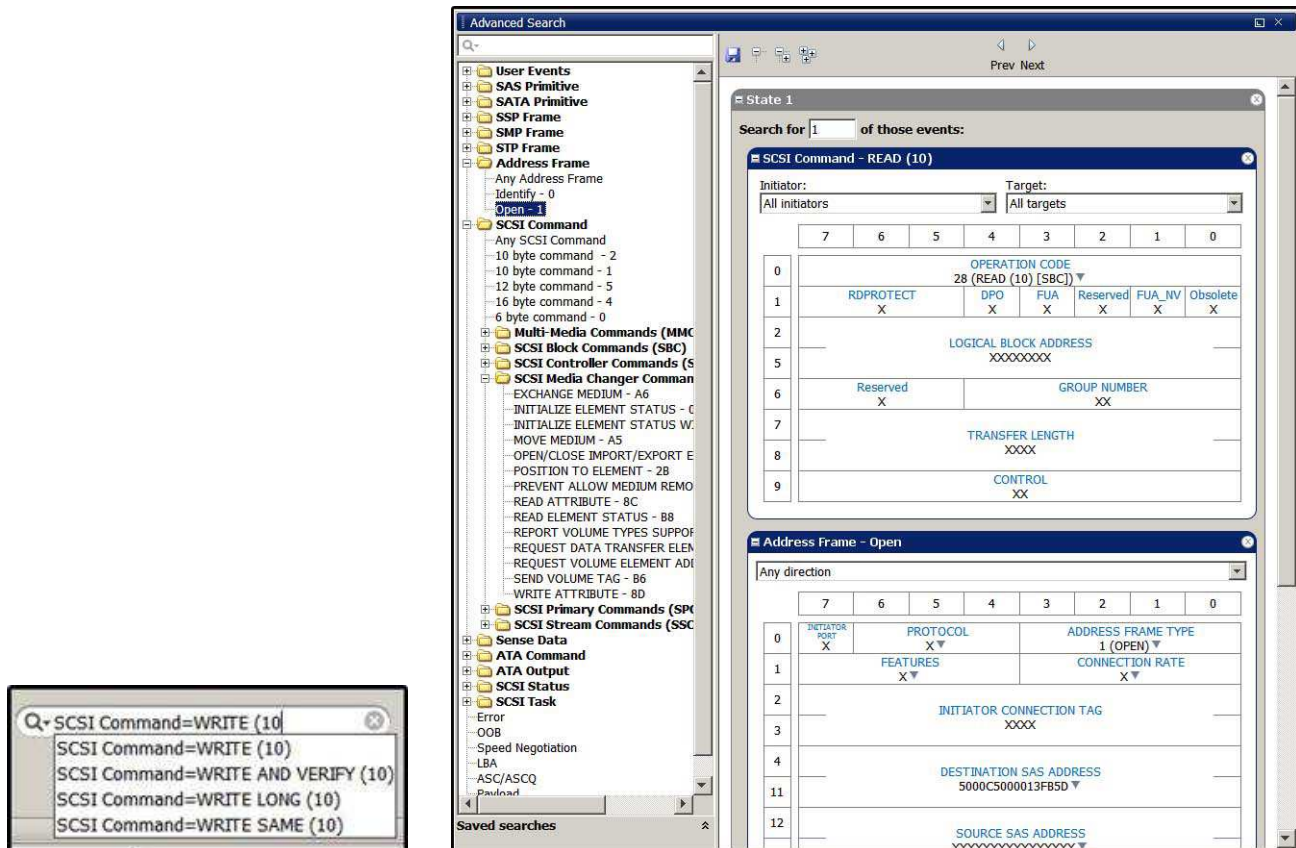 SCSI Command=WRITE (10
SCSI Command=WRITE (10)
SCSI Command=WRITE AND VERIFY (10)
SCSI Command=WRITE LONG (10)
SCSI Command=WRITE SAME (10)
Advanced Search
User Events
SAS Primitive
SATA Primitive
SSP Frame
SMP Frame
STP Frame
Address Frame
Any Address Frame
Identify - 0
Open - 1
SCSI Command
Any SCSI Command
10 byte command - 2
10 byte command - 1
12 byte command - 5
16 byte command - 4
6 byte command - 0
Multi-Media Commands (MMC
SCSI Block Commands (SBC)
SCSI Controller Commands (S
SCSI Media Changer Comman
EXCHANGE MEDIUM - A6
INITIALIZE ELEMENT STATUS - 0
INITIALIZE ELEMENT STATUS W
MOVE MEDIUM - A5
OPEN/CLOSE IMPORT/EXPORT E
POSITION TO ELEMENT - 2B
PREVENT ALLOW MEDIUM REMO
READ ATTRIBUTE - 8C
READ ELEMENT STATUS - B8
REPORT VOLUME TYPES SUPPOR
REQUEST DATA TRANSFER ELEM
REQUEST VOLUME ELEMENT ADD
SEND VOLUME TAG - B6
WRITE ATTRIBUTE - 8D
SCSI Primary Commands (SPC
SCSI Stream Commands (SSC
Sense Data
ATA Command
ATA Output
SCSI Status
SCSI Task
Error
OOB
Speed Negotiation
LBA
ASC/ASCQ
Payload
Saved searches
Prev Next
State 1
Search for 1 of those events:
SCSI Command - READ (10)
Initiator: Target:
All initiators All targets
7 6 5 4 3 2 1 0
0 OPERATION CODE
28 (READ (10) [SBC])
1 RDPROTECT DPO FUA Reserved FUA_NV Obsolete
X X X X X X
2
LOGICAL BLOCK ADDRESS
XXXXXXXX
5
6 Reserved GROUP NUMBER
X XX
7
TRANSFER LENGTH
XXXX
8
9 CONTROL
XX
Address Frame - Open
Any direction
7 6 5 4 3 2 1 0
0 INITIATOR PORT PROTOCOL ADDRESS FRAME TYPE
X X 1 (OPEN)
1 FEATURES CONNECTION RATE
X X
2
INITIATOR CONNECTION TAG
XXXX
3
4
DESTINATION SAS ADDRESS
5000C5000013FB5D
11
12
SOURCE SAS ADDRESS
XXXXXXXXXXXXXXXX